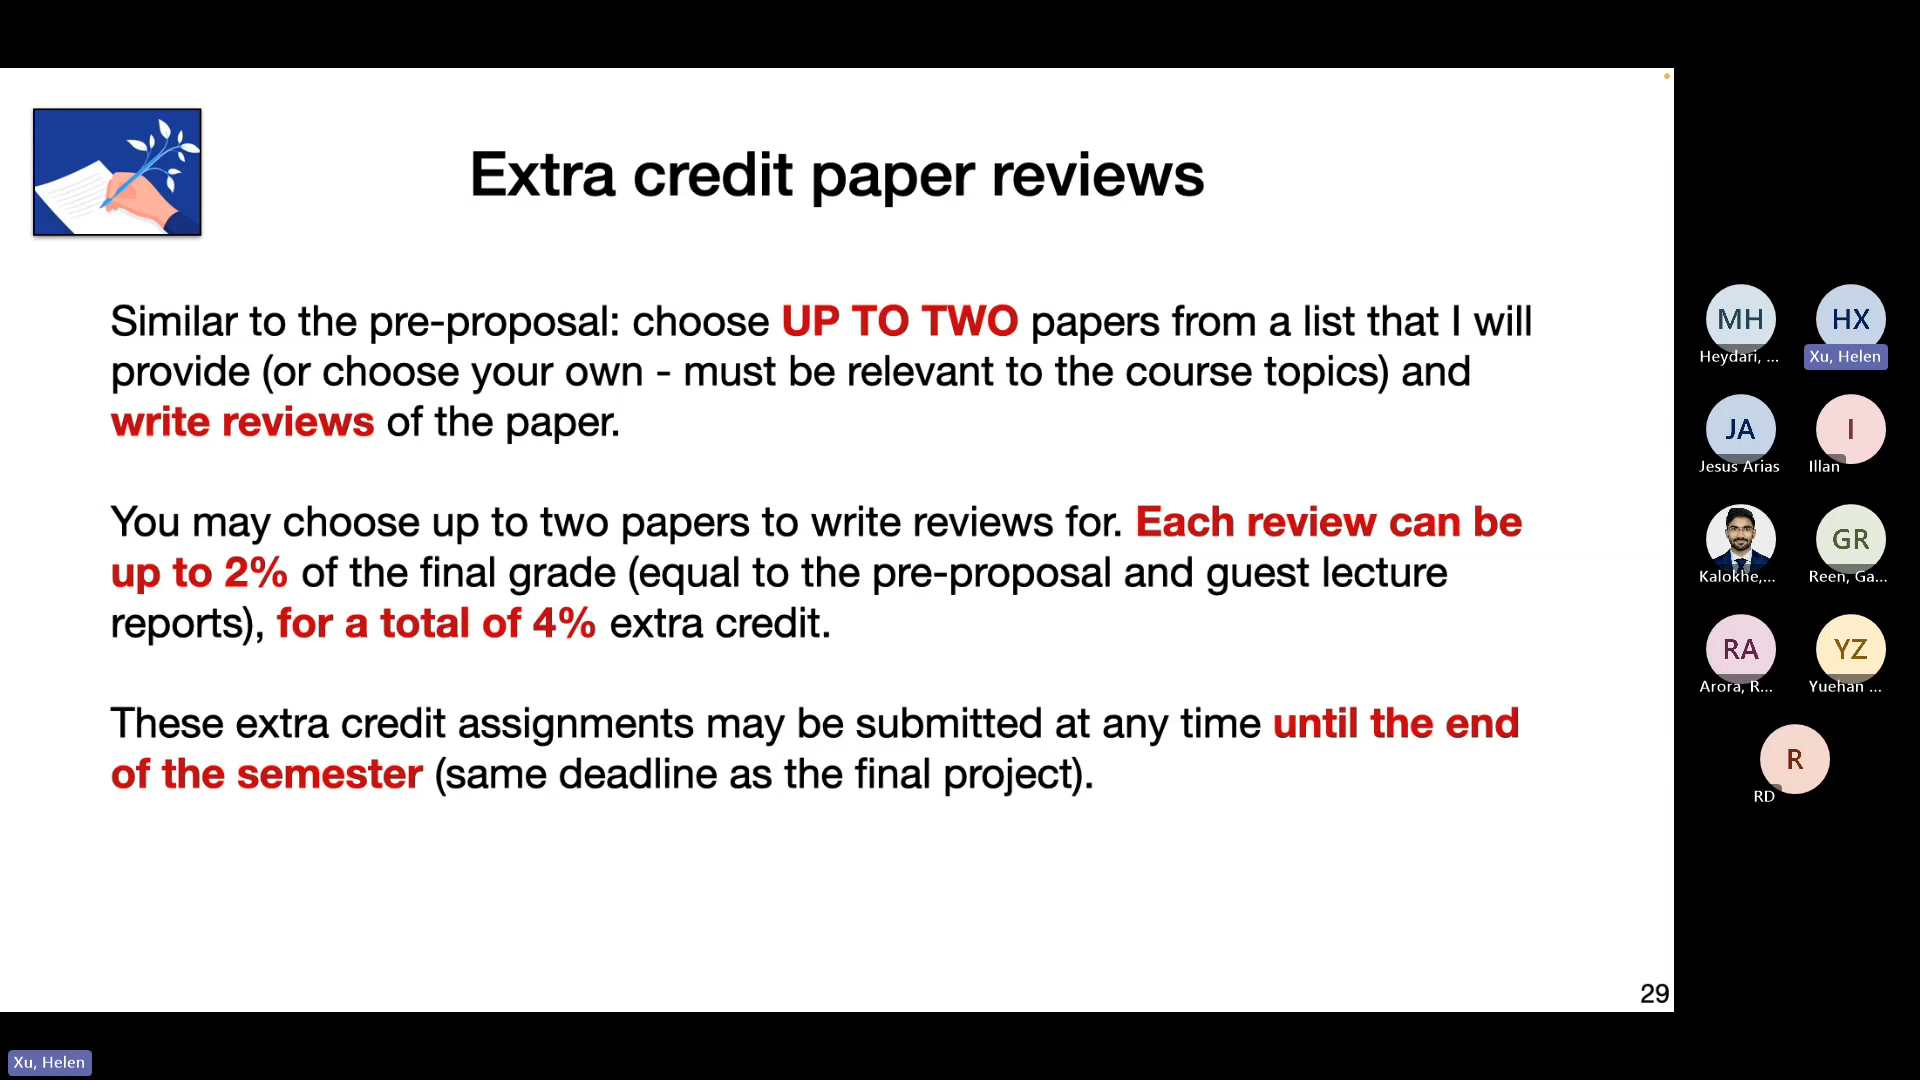 Extra credit paper reviews
Similar to the pre-proposal: choose UP TO TWO papers from a list that I will
provide (or choose your own - must be relevant to the course topics) and
write reviews of the paper.
You may choose up to two papers to write reviews for. Each review can be
up to 2% of the final grade (equal to the pre-proposal and guest lecture
reports), for a total of 4% extra credit.
These extra credit assignments may be submitted at any time until the end
of the semester (same deadline as the final project).
29
MH
Heydari, ...
HX
Xu, Helen
JA
Jesus Arias
I
Illan
Kalokhe,...
GR
Reen, Ga...
RA
Arora, R...
YZ
Yuehan ...
R
RD
Xu, Helen